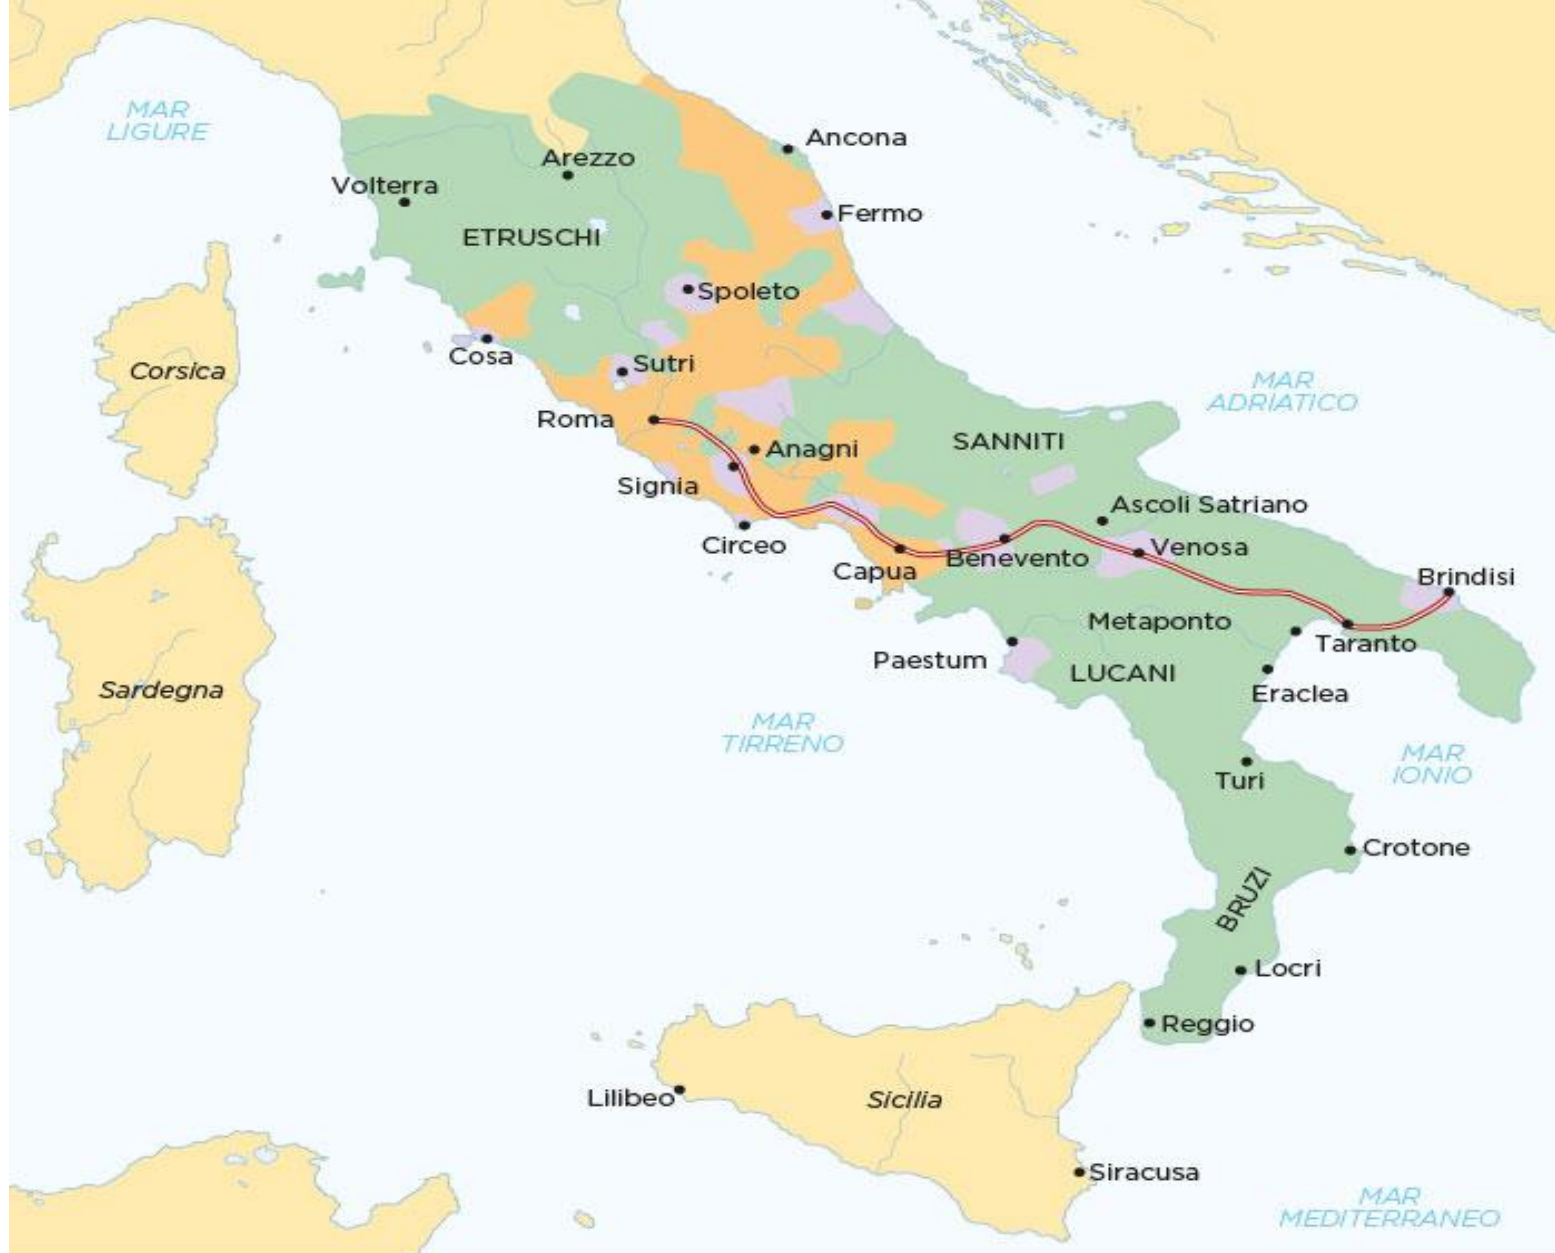 MAR
LIGURE
Ancona
Arezzo
Volterra
Fermo
ETRUSCHI
Spoleto
Cosa
Sutri
Corsica
MAR
ADRIATICO
Roma
SANNITI
Anagni
Signia
Ascoli Satriano
Circeo
Venosa
Benevento
Capua
Brindisi
Metaponto
Taranto
Paestum
LUCANI
Sardegna
Eraclea
MAR
TIRRENO
MAR
IONIO
Turi
Crotone
BRUZI
Locri
Reggio
Lilibeo
Sicilia
Siracusa
MAR
MEDITERRANEO